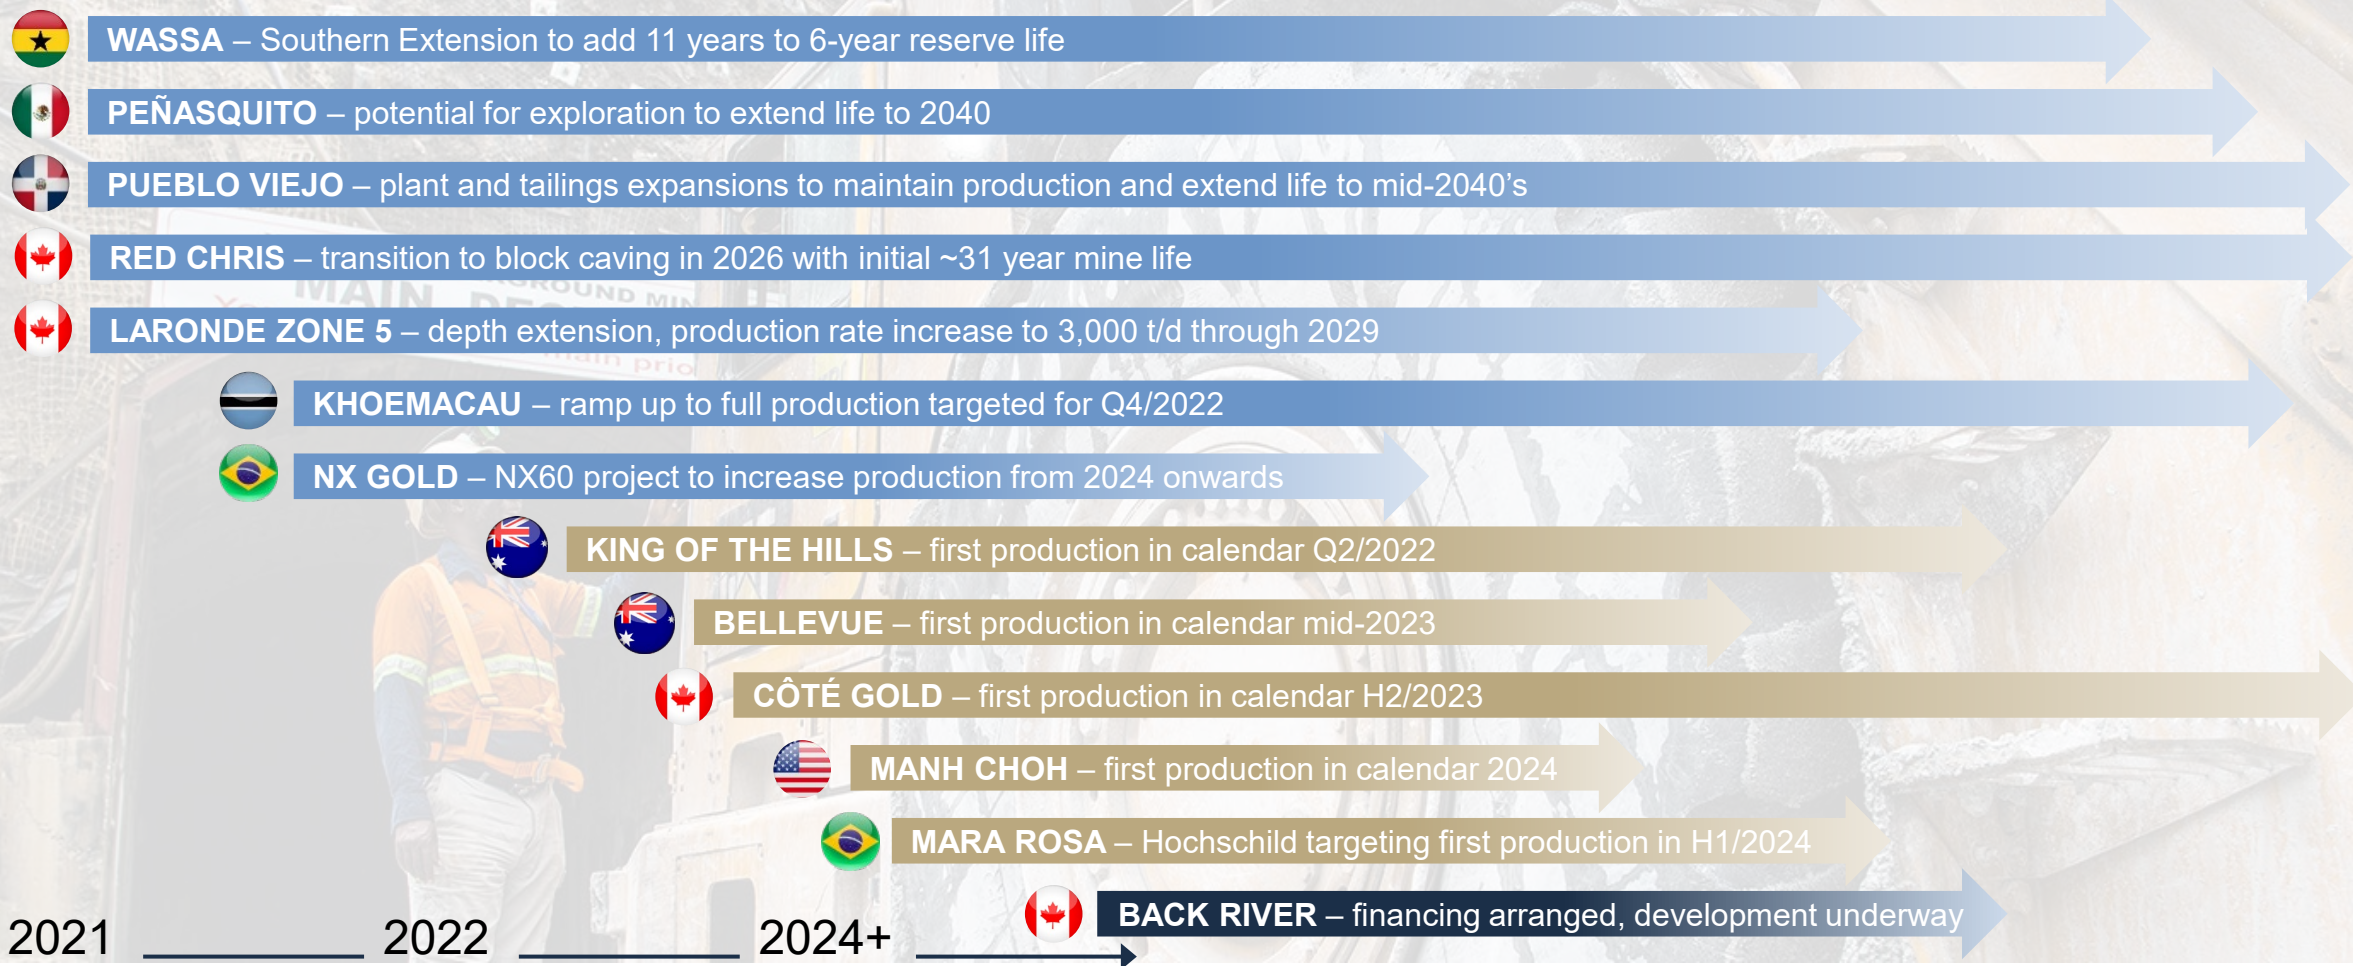 WASSA – Southern Extension to add 11 years to 6-year reserve life
PEÑASQUITO – potential for exploration to extend life to 2040
PUEBLO VIEJO – plant and tailings expansions to maintain production and extend life to mid-2040’s
RED CHRIS – transition to block caving in 2026 with initial ~31 year mine life
LARONDE ZONE 5 – depth extension, production rate increase to 3,000 t/d through 2029
KHOEMACAU – ramp up to full production targeted for Q4/2022
NX GOLD – NX60 project to increase production from 2024 onwards
KING OF THE HILLS – first production in calendar Q2/2022
BELLEVUE – first production in calendar mid-2023
CÔTÉ GOLD – first production in calendar H2/2023
MANH CHOH – first production in calendar 2024
MARA ROSA – Hochschild targeting first production in H1/2024
BACK RIVER – financing arranged, development underway
2021 2022 2024+